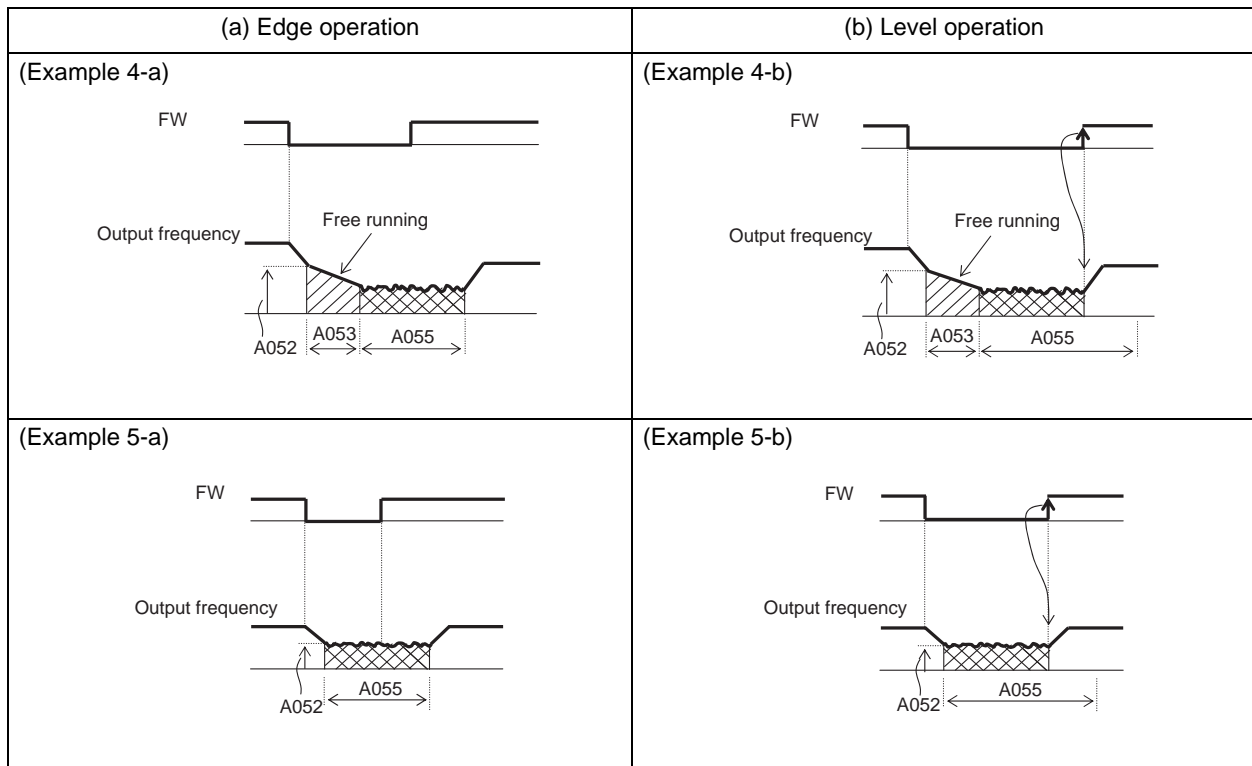 (a) Edge operation
(b) Level operation
(Example 4-a)
FW
Output frequency
Free running
A052
A053
A055
(Example 4-b)
FW
Output frequency
Free running
A052
A053
A055
(Example 5-a)
FW
Output frequency
A052
A055
(Example 5-b)
FW
Output frequency
A052
A055